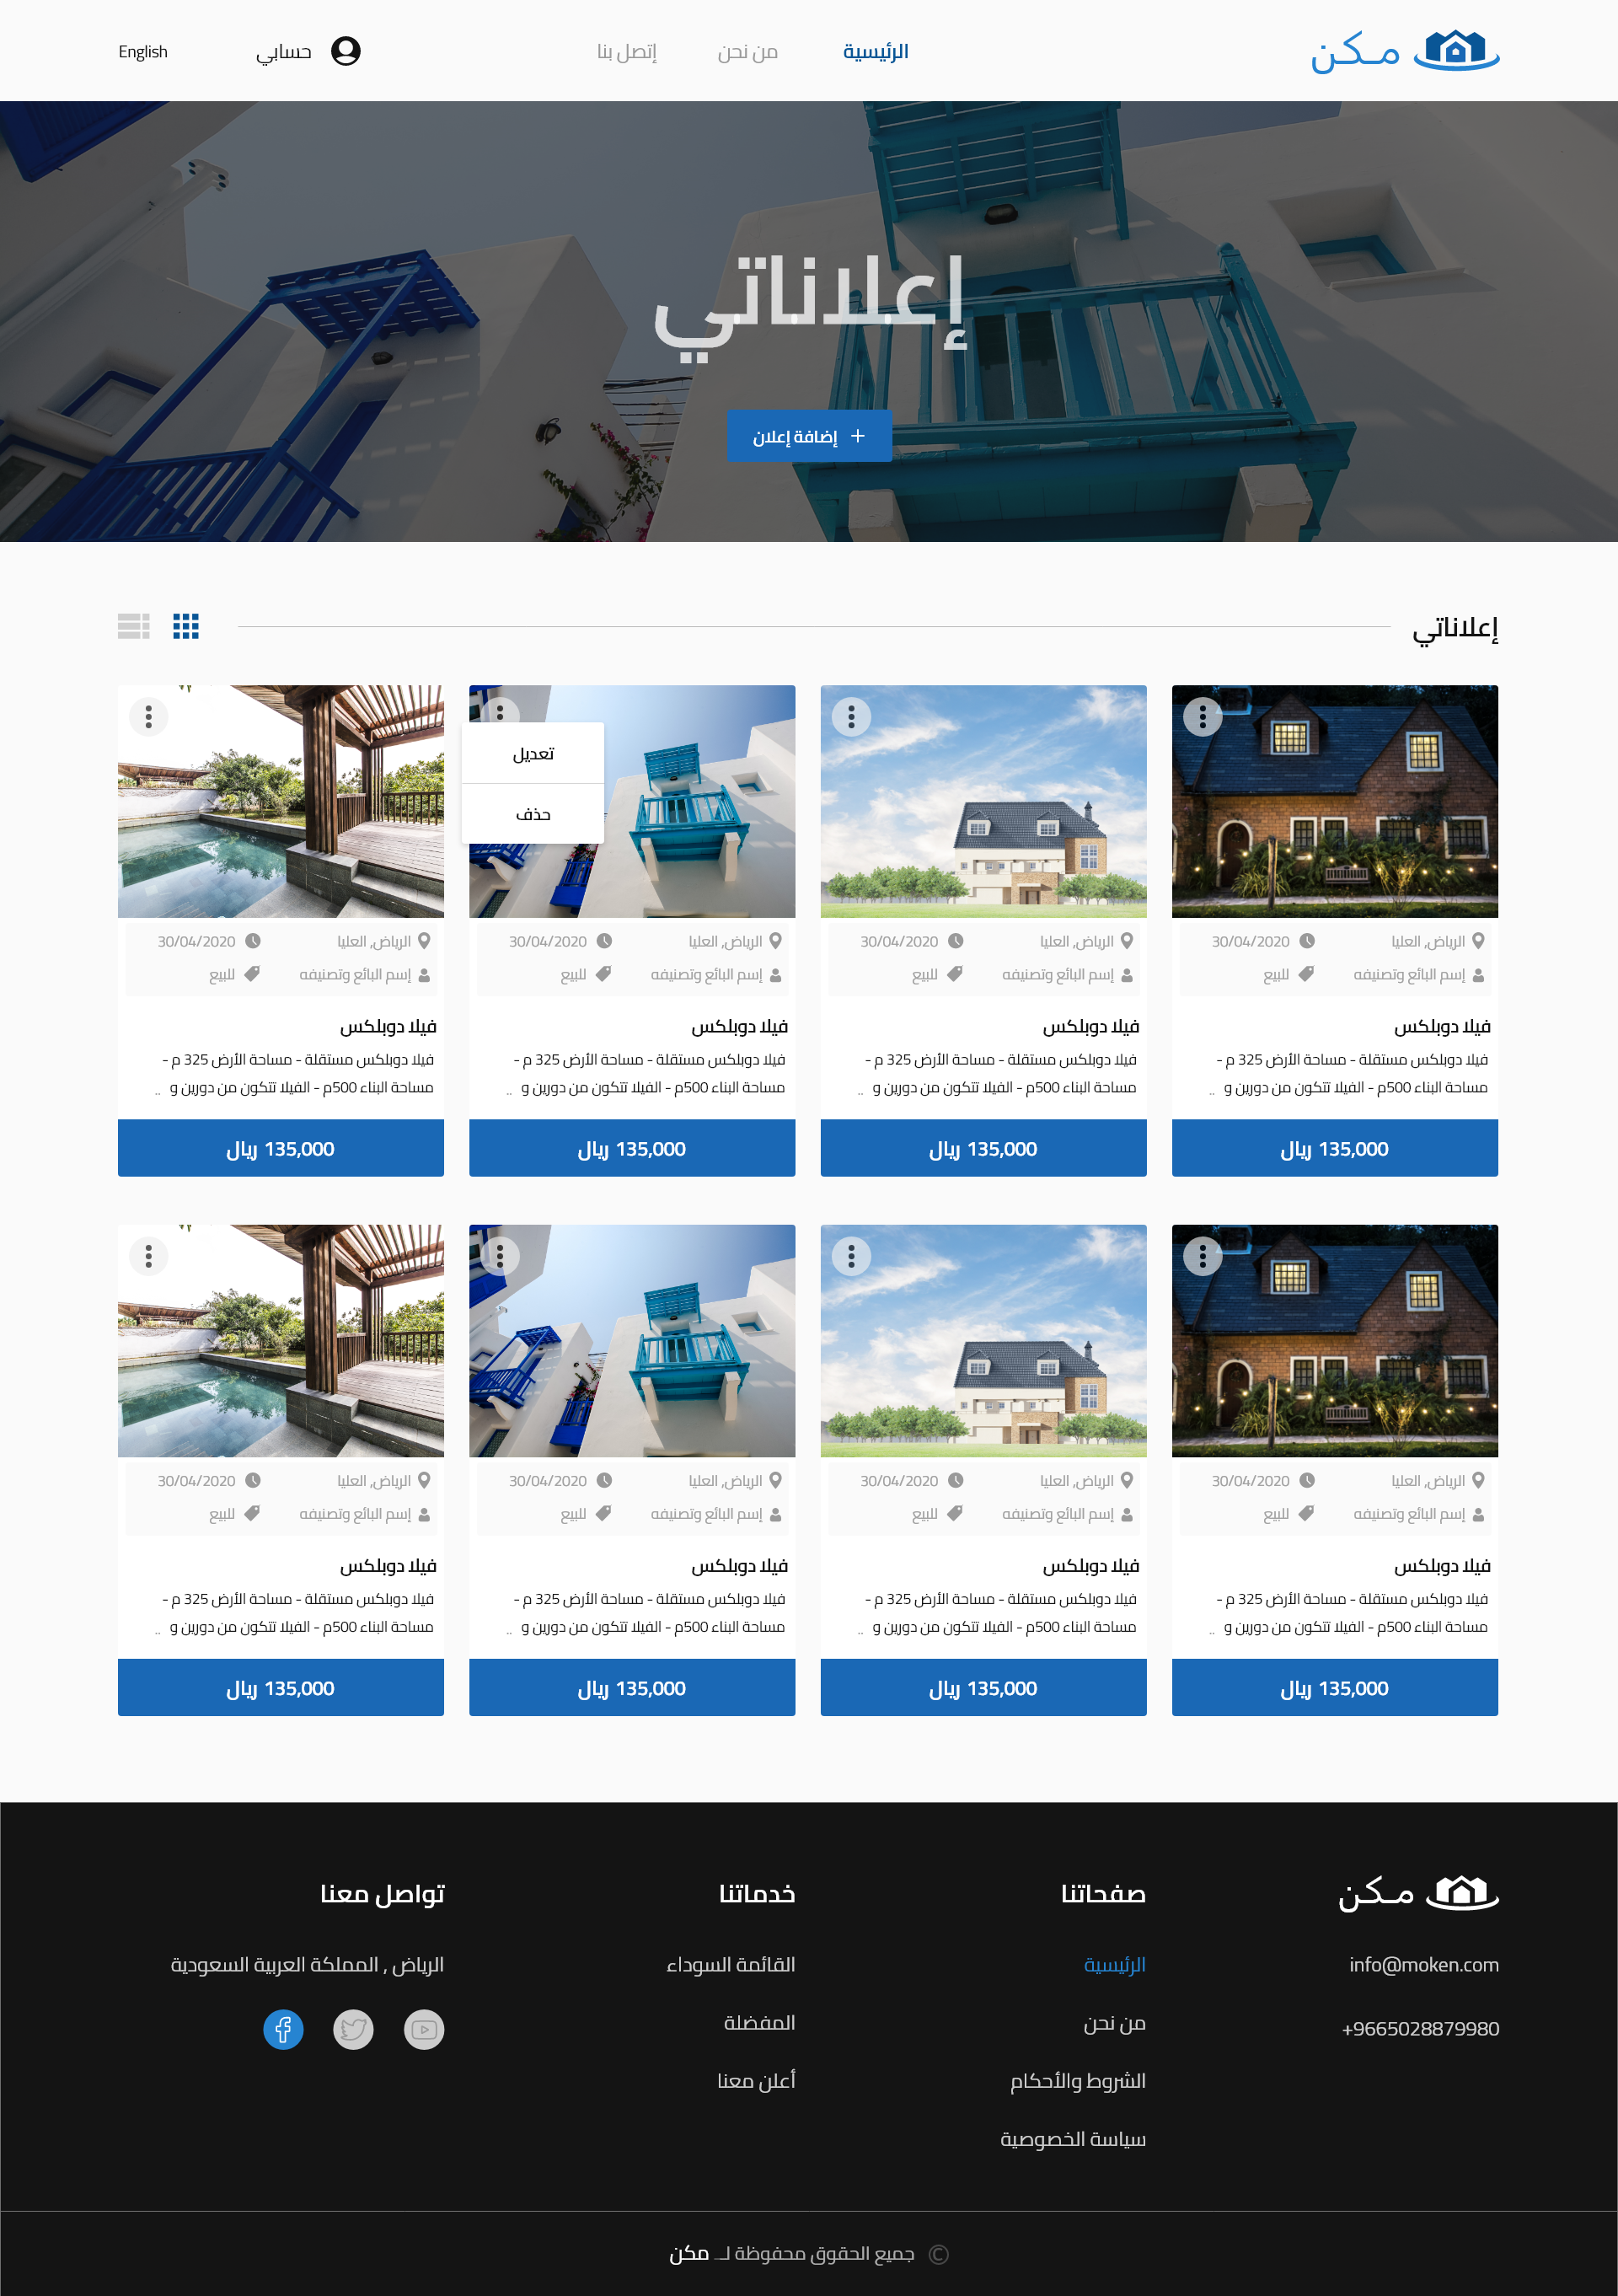 مكن
الرئيسية
من نحن
إتصل بنا
حسابي
English
إعلاناتي
+ إضافة إعلان
إعلاناتي
تعديل
حذف
الرياض, العليا 30/04/2020
إسم البائع وتصنيفه للبيع
فيلا دوبلكس
فيلا دوبلكس مستقلة - مساحة الأرض 325 م -
مساحة البناء 500م - الفيلا تتكون من دورين و ..
135,000 ريال
الرياض, العليا 30/04/2020
إسم البائع وتصنيفه للبيع
فيلا دوبلكس
فيلا دوبلكس مستقلة - مساحة الأرض 325 م -
مساحة البناء 500م - الفيلا تتكون من دورين و ..
135,000 ريال
الرياض, العليا 30/04/2020
إسم البائع وتصنيفه للبيع
فيلا دوبلكس
فيلا دوبلكس مستقلة - مساحة الأرض 325 م -
مساحة البناء 500م - الفيلا تتكون من دورين و ..
135,000 ريال
الرياض, العليا 30/04/2020
إسم البائع وتصنيفه للبيع
فيلا دوبلكس
فيلا دوبلكس مستقلة - مساحة الأرض 325 م -
مساحة البناء 500م - الفيلا تتكون من دورين و ..
135,000 ريال
الرياض, العليا 30/04/2020
إسم البائع وتصنيفه للبيع
فيلا دوبلكس
فيلا دوبلكس مستقلة - مساحة الأرض 325 م -
مساحة البناء 500م - الفيلا تتكون من دورين و ..
135,000 ريال
الرياض, العليا 30/04/2020
إسم البائع وتصنيفه للبيع
فيلا دوبلكس
فيلا دوبلكس مستقلة - مساحة الأرض 325 م -
مساحة البناء 500م - الفيلا تتكون من دورين و ..
135,000 ريال
الرياض, العليا 30/04/2020
إسم البائع وتصنيفه للبيع
فيلا دوبلكس
فيلا دوبلكس مستقلة - مساحة الأرض 325 م -
مساحة البناء 500م - الفيلا تتكون من دورين و ..
135,000 ريال
الرياض, العليا 30/04/2020
إسم البائع وتصنيفه للبيع
فيلا دوبلكس
فيلا دوبلكس مستقلة - مساحة الأرض 325 م -
مساحة البناء 500م - الفيلا تتكون من دورين و ..
135,000 ريال
مـكـن
info@moken.com
+9665028879980
صفحاتنا
الرئيسية
من نحن
الشروط والأحكام
سياسة الخصوصية
خدماتنا
القائمة السوداء
المفضلة
أعلن معنا
تواصل معنا
الرياض , المملكة العربية السعودية
© جميع الحقوق محفوظة لـ مكن